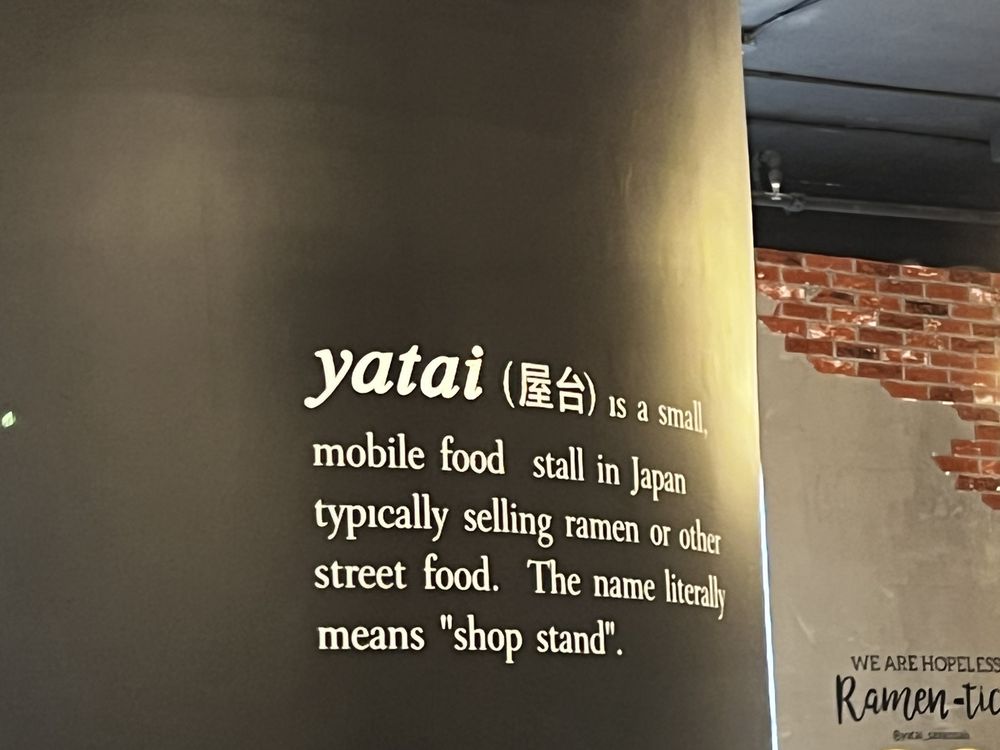 yatai (屋台) is a small,
mobile food stall in Japan
typically selling ramen or other
street food. The name literally
means "shop stand".
WE ARE HOPELESS
Ramen-tic